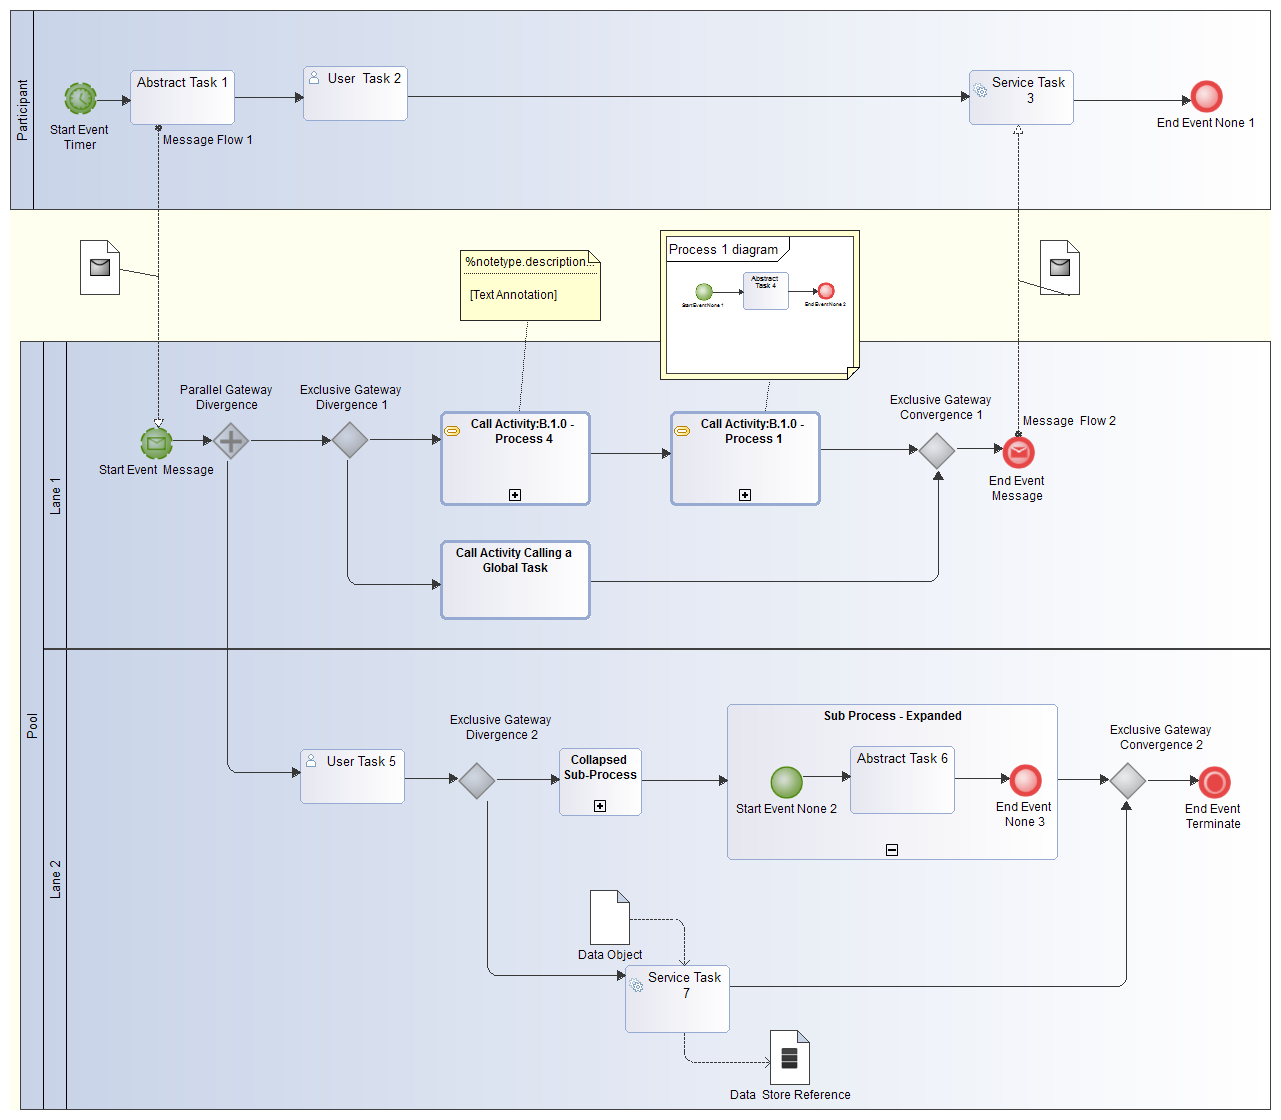 Participant
Start Event
Timer
Abstract Task 1
User Task 2
Message Flow 1
Service Task
3
End Event None 1
%notetype.description...
[Text Annotation]
Process 1 diagram
Start Event None 1
Abstract
Task 4
End Event None 2
Pool
Lane 1
Parallel Gateway
Divergence
Exclusive Gateway
Divergence 1
Start Event Message
Call Activity:B.1.0 -
Process 4
Call Activity:B.1.0 -
Process 1
Exclusive Gateway
Convergence 1
Message Flow 2
End Event
Message
Call Activity Calling a
Global Task
Lane 2
User Task 5
Exclusive Gateway
Divergence 2
Collapsed
Sub-Process
Sub Process - Expanded
Start Event None 2
Abstract Task 6
End Event
None 3
Exclusive Gateway
Convergence 2
End Event
Terminate
Data Object
Service Task
7
Data Store Reference